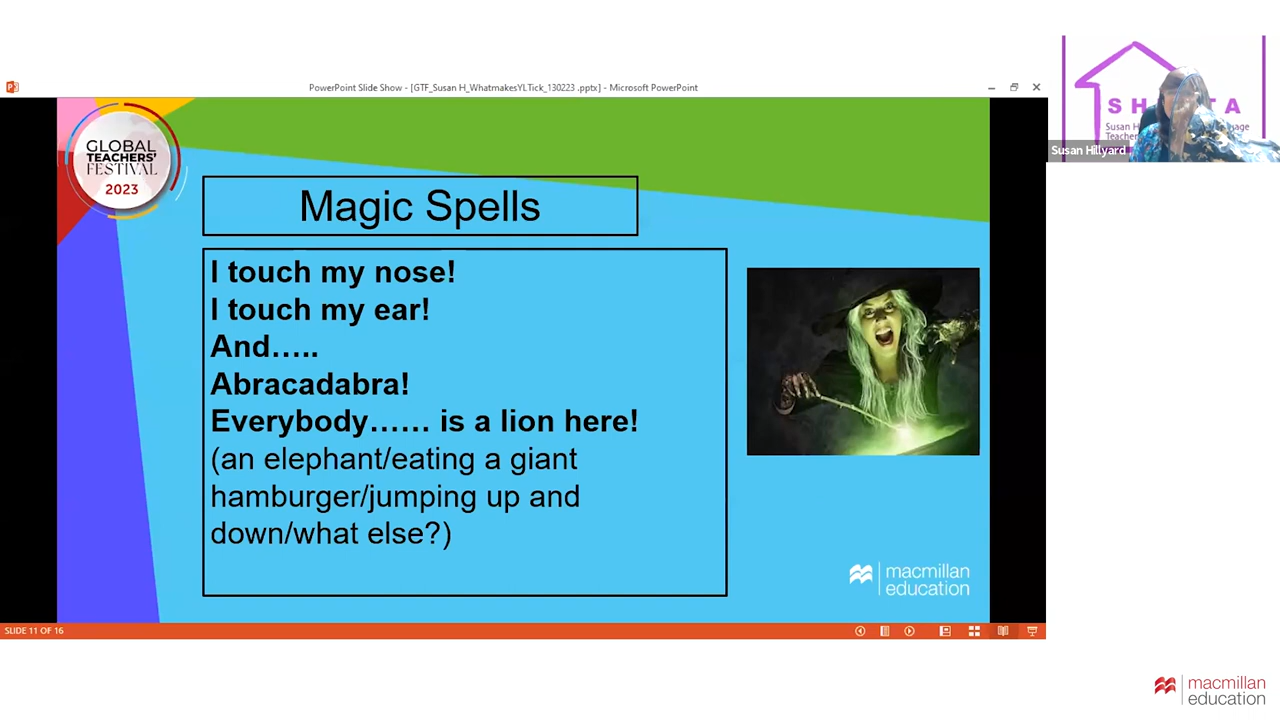 PowerPoint Slide Show - [GTF_Susan H_WhatmakesYLTick_130223 .pptx] - Microsoft PowerPoint
GLOBAL
TEACHERS'
FESTIVAL
2023
Magic Spells
I touch my nose!
I touch my ear!
And…..
Abracadabra!
Everybody…… is a lion here!
(an elephant/eating a giant
hamburger/jumping up and
down/what else?)
macmillan
education
SLIDE 11 OF 16
Susan Hillyard
macmillan
education